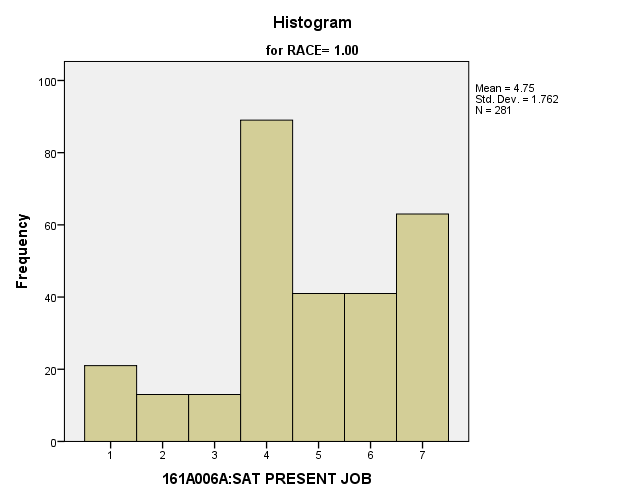 Histogram
for RACE= 1.00
100
80
60
40
20
0
Frequency
Mean = 4.75
Std. Dev. = 1.762
N = 281
1 2 3 4 5 6 7
161A006A:SAT PRESENT JOB